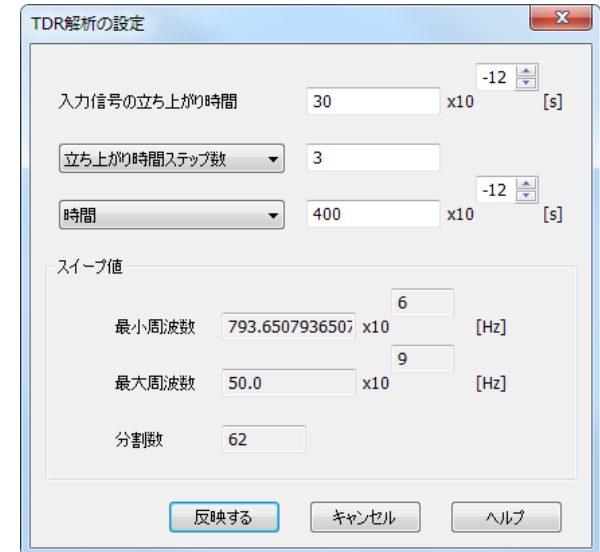 TDR解析の設定
-12
入力信号の立ち上がり時間 30 x10 [s]
立ち上がり時間ステップ数 3
-12
時間 400 x10 [s]
スイープ値
6
最小周波数 793.6507936507 x10 [Hz]
9
最大周波数 50.0 x10 [Hz]
分割数 62
反映する キャンセル ヘルプ